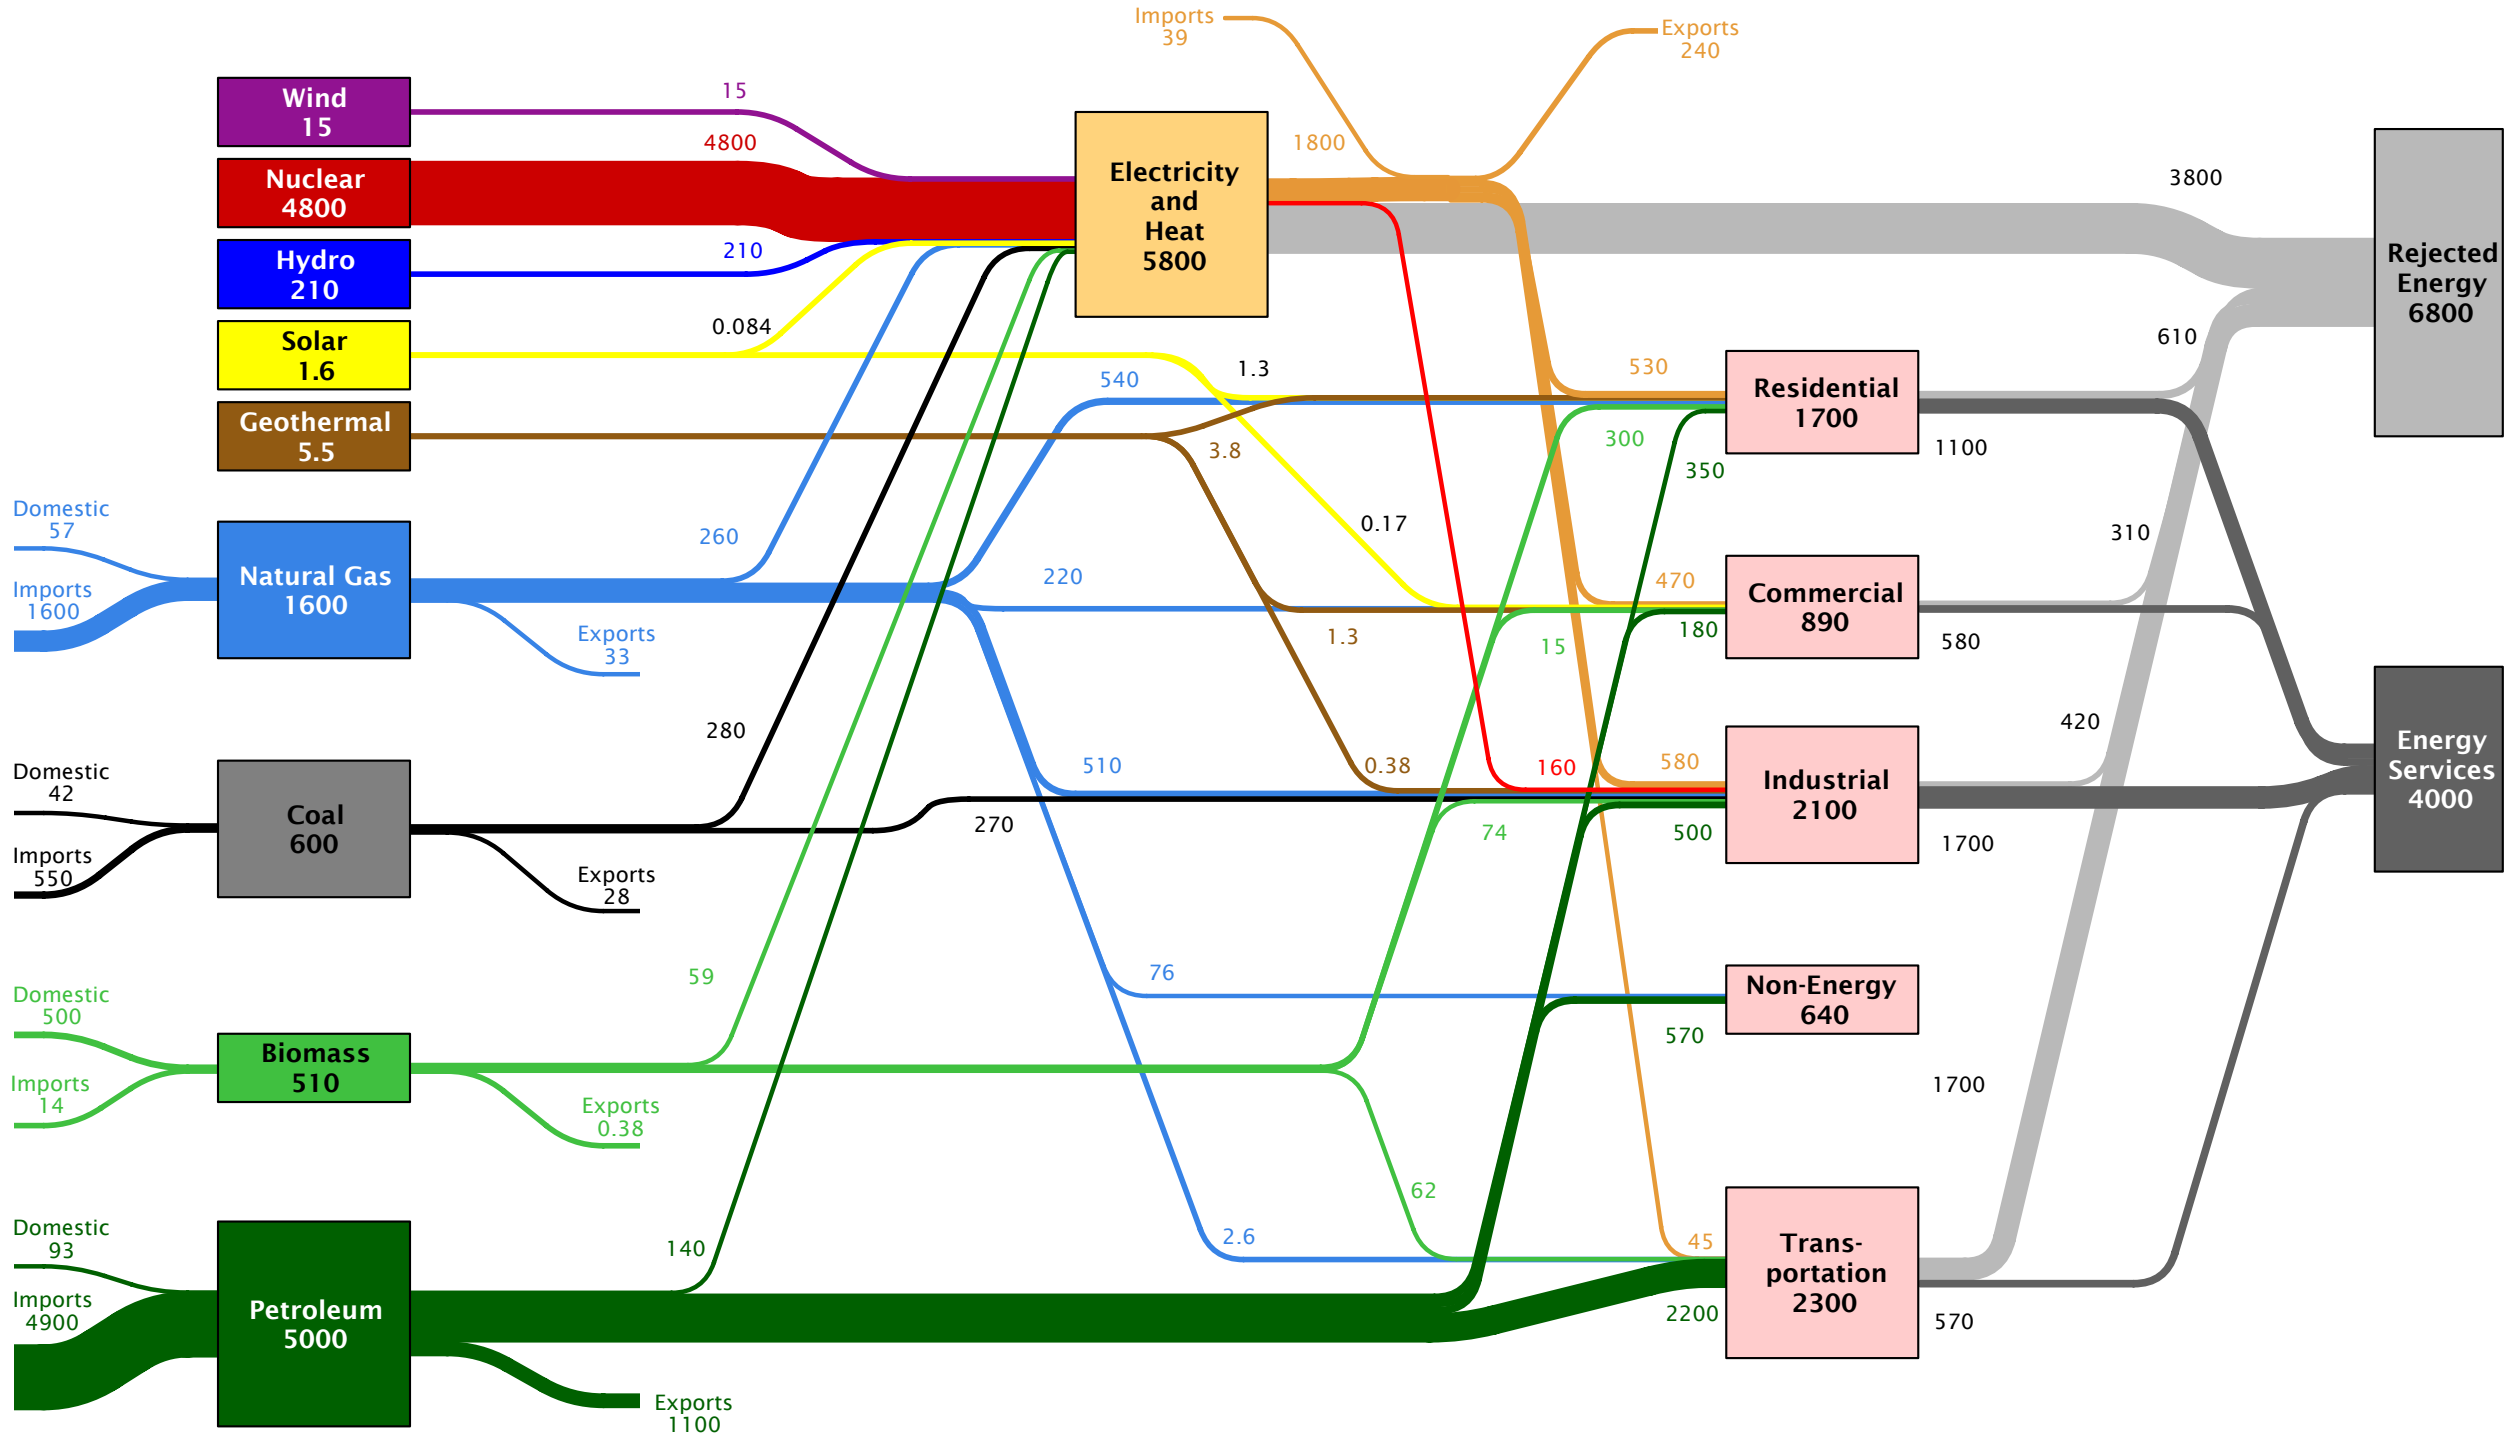 Imports
39
Exports
240
Wind
15
15
Nuclear
4800
4800
Hydro
210
210
Solar
1.6
0.084
Geothermal
5.5
Electricity
and
Heat
5800
1800
3800
Rejected
Energy
6800
610
1.3
540
530
Residential
1700
300
3.8
350
1100
Domestic
57
Imports
1600
Natural Gas
1600
Exports
33
260
220
0.17
470
Commercial
890
1.3
15
180
310
580
Domestic
42
Imports
550
Coal
600
Exports
28
280
510
270
0.38
160
580
Industrial
2100
74
500
420
1700
Energy
Services
4000
Domestic
500
Imports
14
Biomass
510
Exports
0.38
59
76
Non-Energy
640
570
1700
62
Domestic
93
Imports
4900
Petroleum
5000
Exports
1100
140
2.6
45
Trans-
portation
2300
2200
570